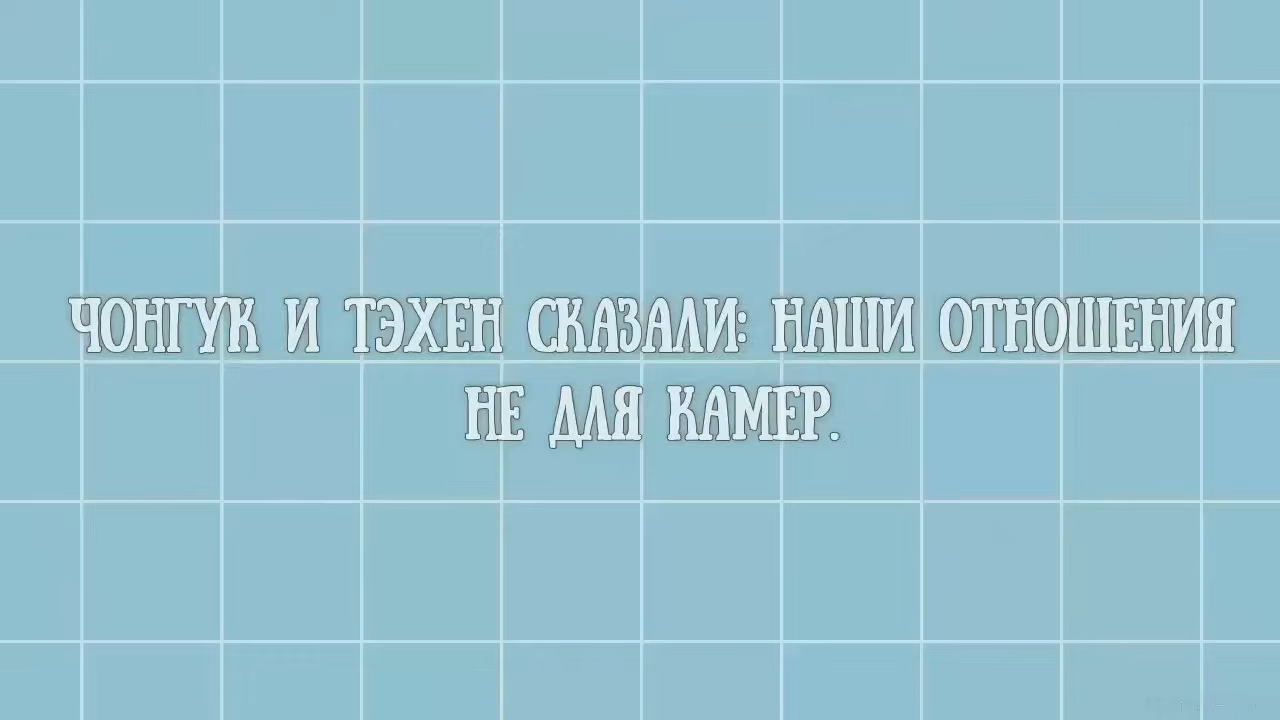 ЧОНГУК И ТЭХЕН СКАЗАЛИ: НАШИ ОТНОШЕНИЯ
НЕ ДЛЯ КАМЕР.